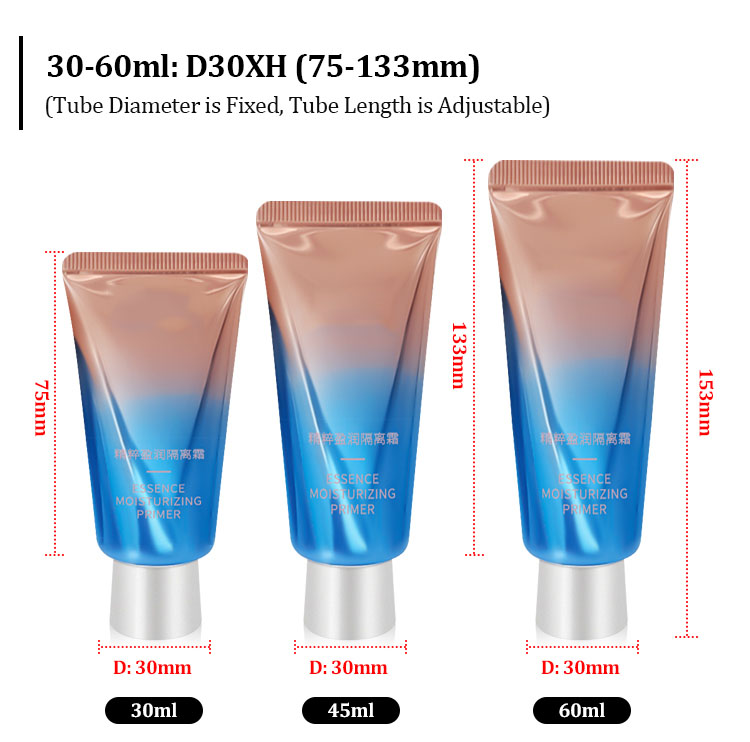 30-60ml: D30XH (75-133mm)
(Tube Diameter is Fixed, Tube Length is Adjustable)
75mm
133mm
153mm
精粹盈润隔离霜
ESSENCE
MOISTURIZING
PRIMER
精粹盈润隔离霜
ESSENCE
MOISTURIZING
PRIMER
精粹盈润隔离霜
ESSENCE
MOISTURIZING
PRIMER
D: 30mm
D: 30mm
D: 30mm
30ml
45ml
60ml